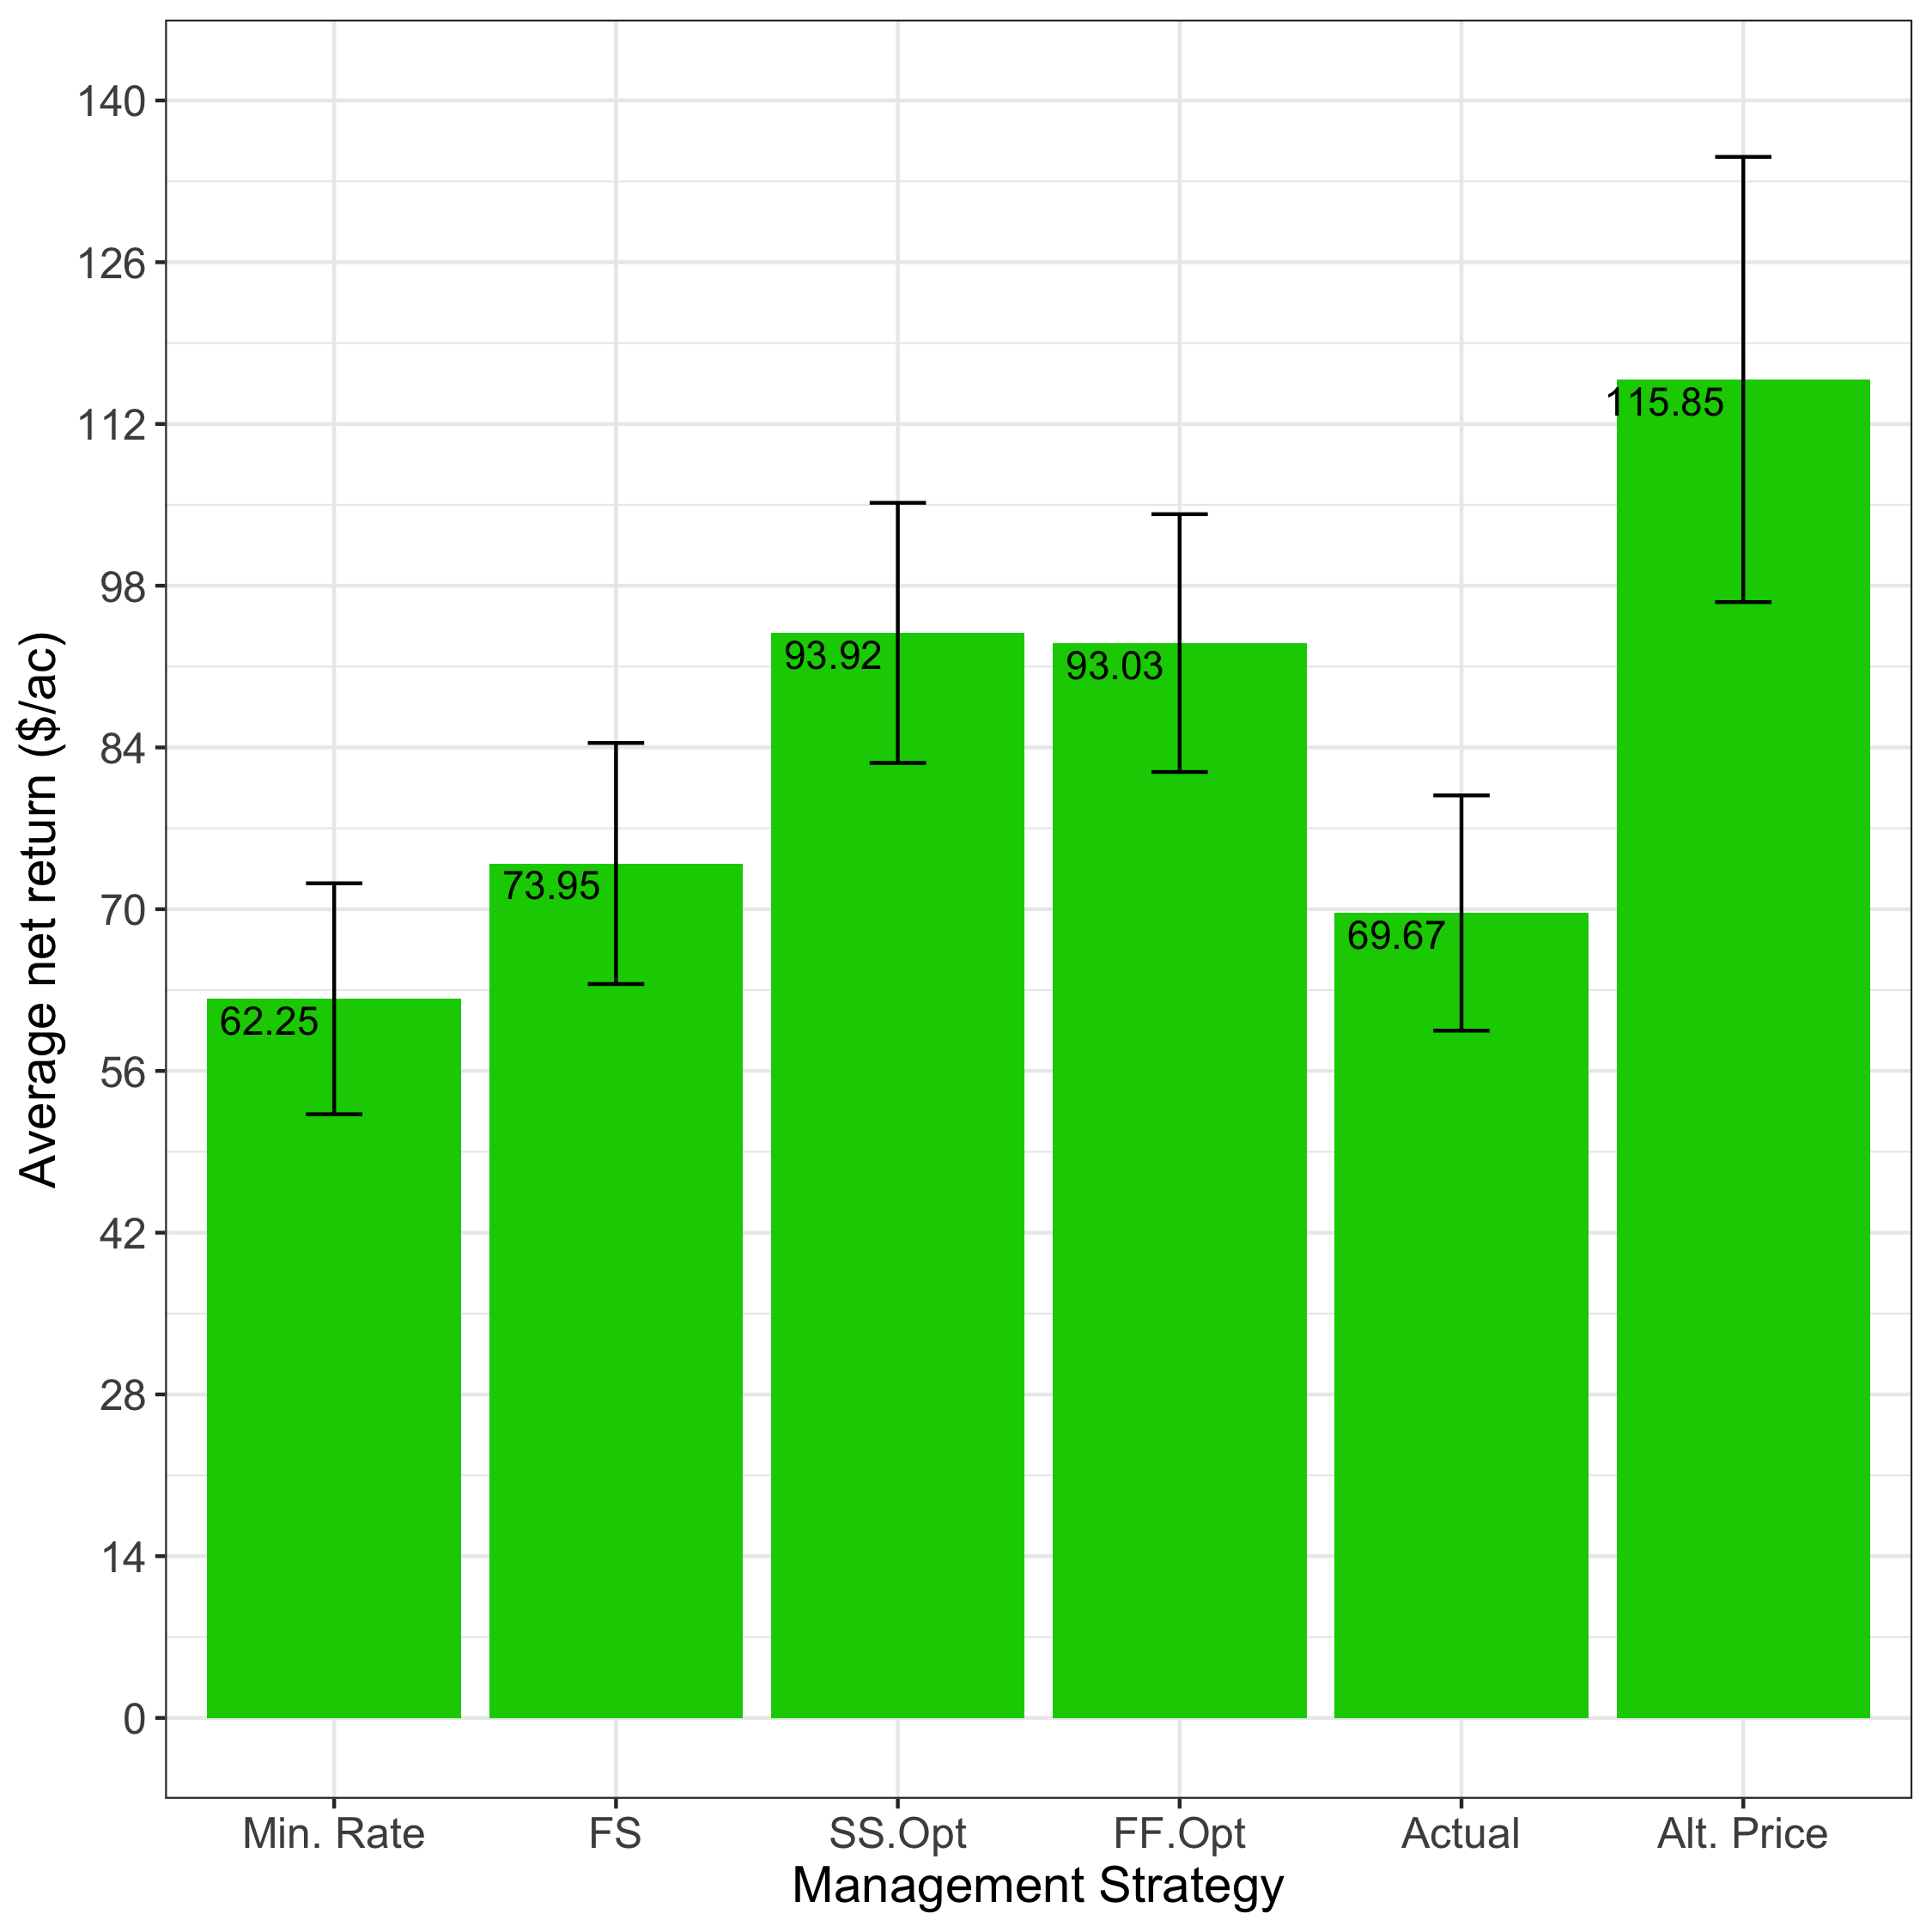 Average net return ($/ac)
140
126
112
98
84
70
56
42
28
14
0
62.25
73.95
93.92
93.03
69.67
115.85
Min. Rate
FS
SS.Opt
FF.Opt
Actual
Alt. Price
Management Strategy